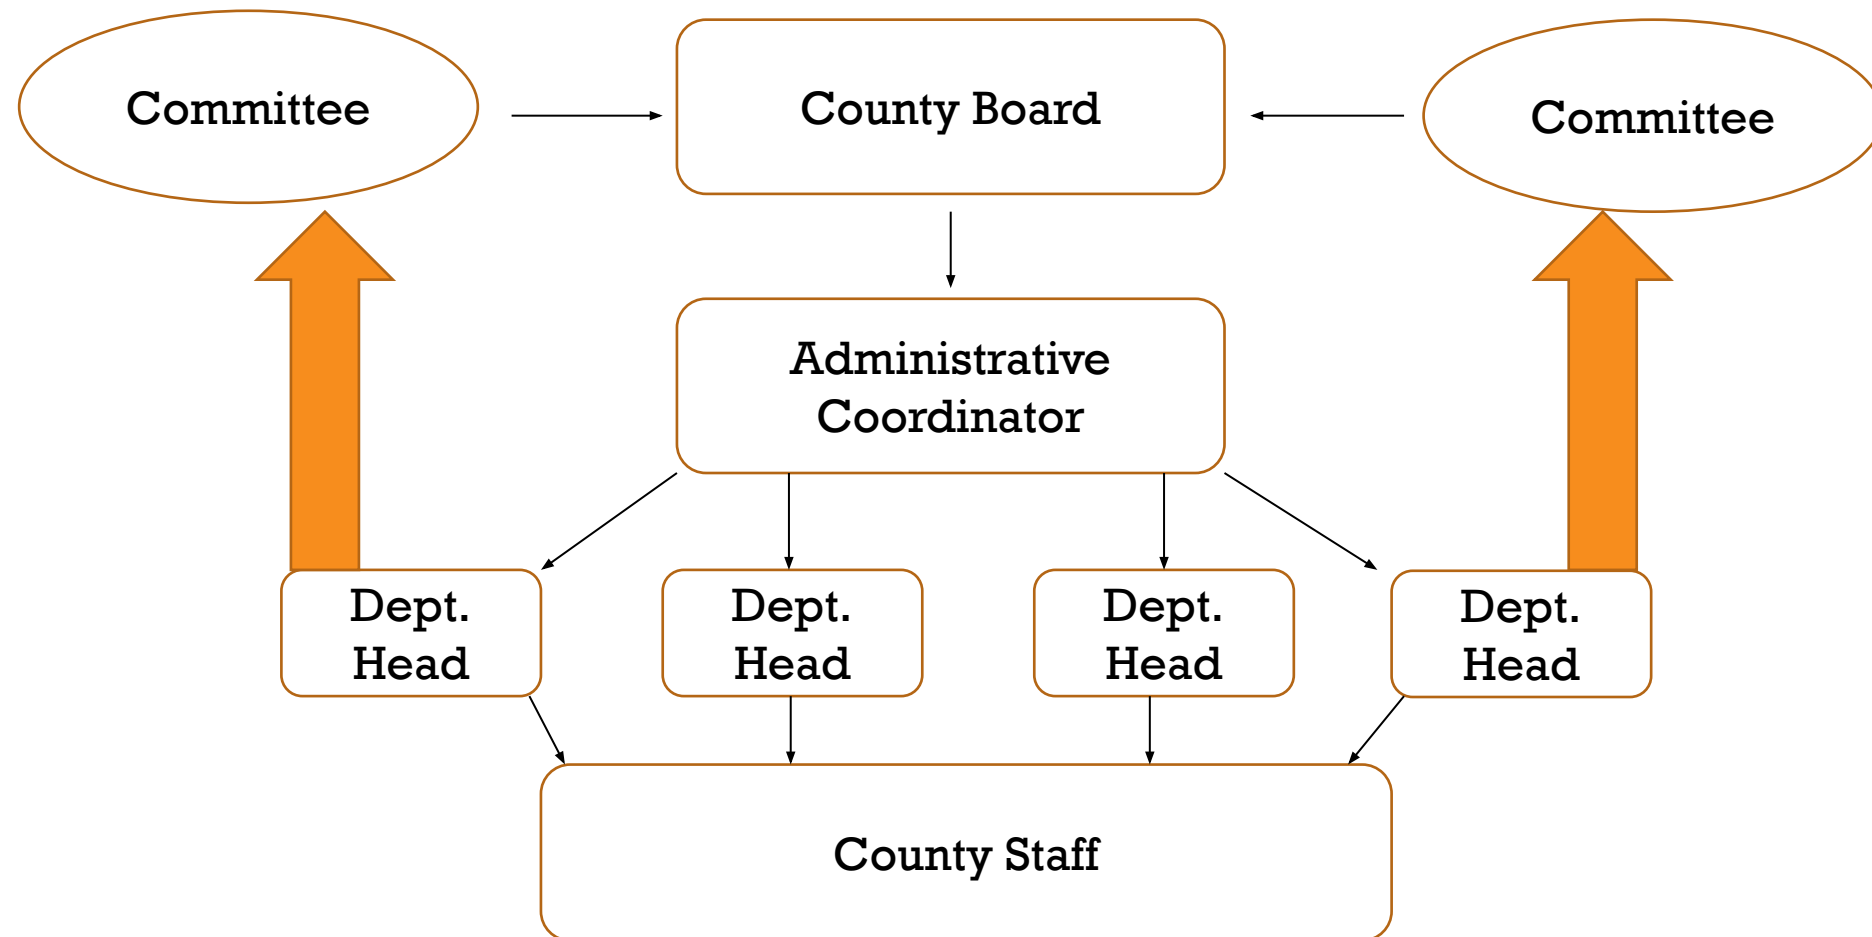 Committee
County Board
Committee
Administrative
Coordinator
Dept.
Head
Dept.
Head
Dept.
Head
Dept.
Head
County Staff